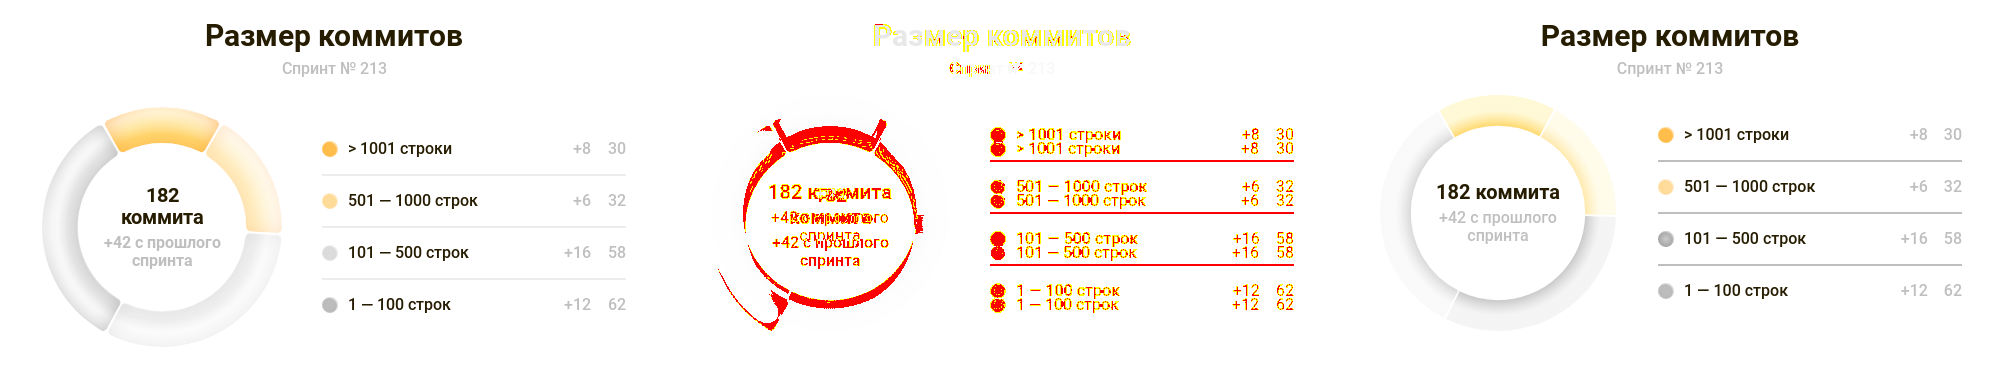 Размер коммитов
Спринт № 213
182
коммита
+42 с прошлого
спринта
> 1001 строки +8 30
501 — 1000 строк +6 32
101 — 500 строк +16 58
1 — 100 строк +12 62
Размер коммитов
Спринт № 213
182 коммита
+42 с прошлого
спринта
+42 с прошлого
спринта
> 1001 строки +8 30
> 1001 строки +8 30
501 — 1000 строк +6 32
501 — 1000 строк +6 32
101 — 500 строк +16 58
101 — 500 строк +16 58
1 — 100 строк +12 62
1 — 100 строк +12 62
Размер коммитов
Спринт № 213
182 коммита
+42 с прошлого
спринта
> 1001 строки +8 30
501 — 1000 строк +6 32
101 — 500 строк +16 58
1 — 100 строк +12 62